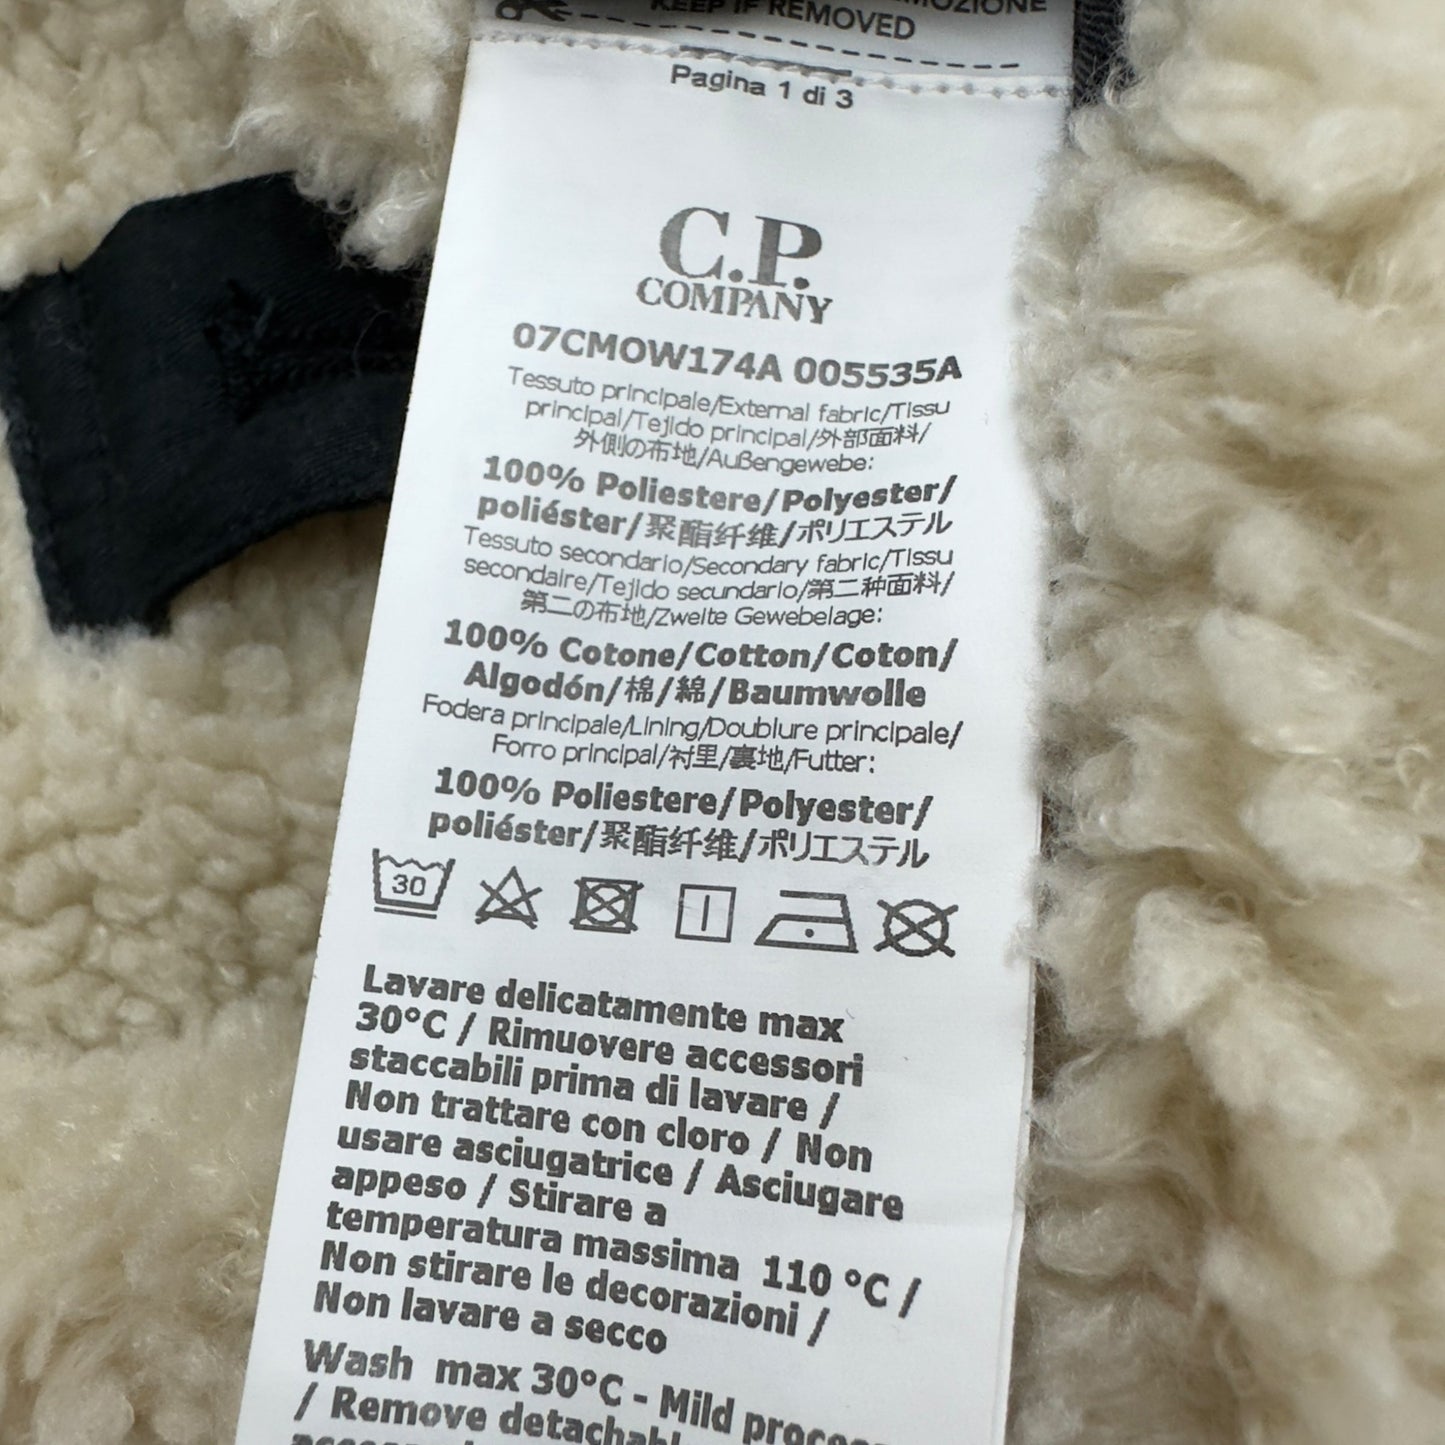 KEEP IF REMOVED
Pagina 1 di 3
C.P.
COMPANY
07CMOW174A 005535A
Tessuto principale/External fabric/Tissu
principal/Tejido principal/外部面料/
外側の布地/Außengewebe:
100% Poliestere/Polyester/
poliéster/聚酯纤维/ポリエステル
Tessuto secondario/Secondary fabric/Tissu
secondaire/Tejido secundario/第二种面料/
第二の布地/Zweite Gewebelage:
100% Cotone/Cotton/Coton/
Algodón/棉/綿/Baumwolle
Fodera principale/Lining/Doublure principale/
Forro principal/衬里/裏地/Futter:
100% Poliestere/Polyester/
poliéster/聚酯纤维/ポリエステル
30
Lavare delicatamente max
30°C / Rimuovere accessori
staccabili prima di lavare /
Non trattare con cloro / Non
usare asciugatrice / Asciugare
appeso / Stirare a
temperatura massima 110 °C /
Non stirare le decorazioni /
Non lavare a secco
Wash max 30°C - Mild
/ Remove